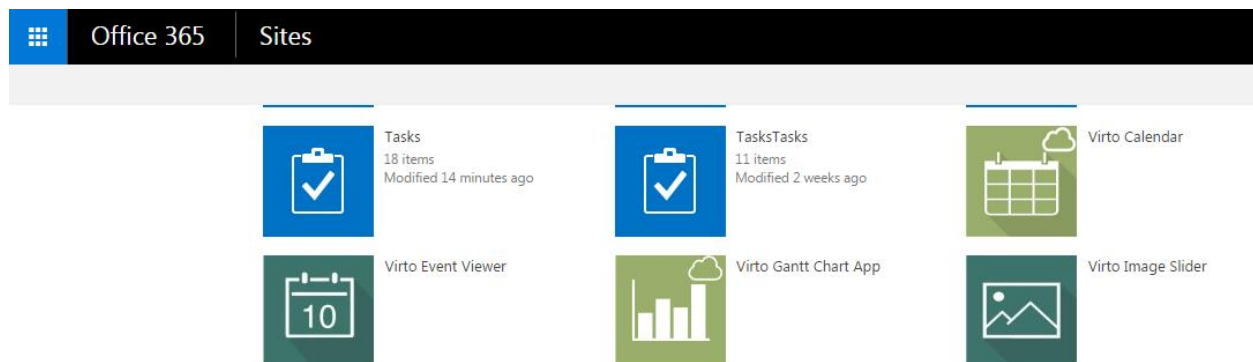 Office 365 Sites
Tasks
18 items
Modified 14 minutes ago
TasksTasks
11 items
Modified 2 weeks ago
Virto Calendar
Virto Event Viewer
10
Virto Gantt Chart App
Virto Image Slider